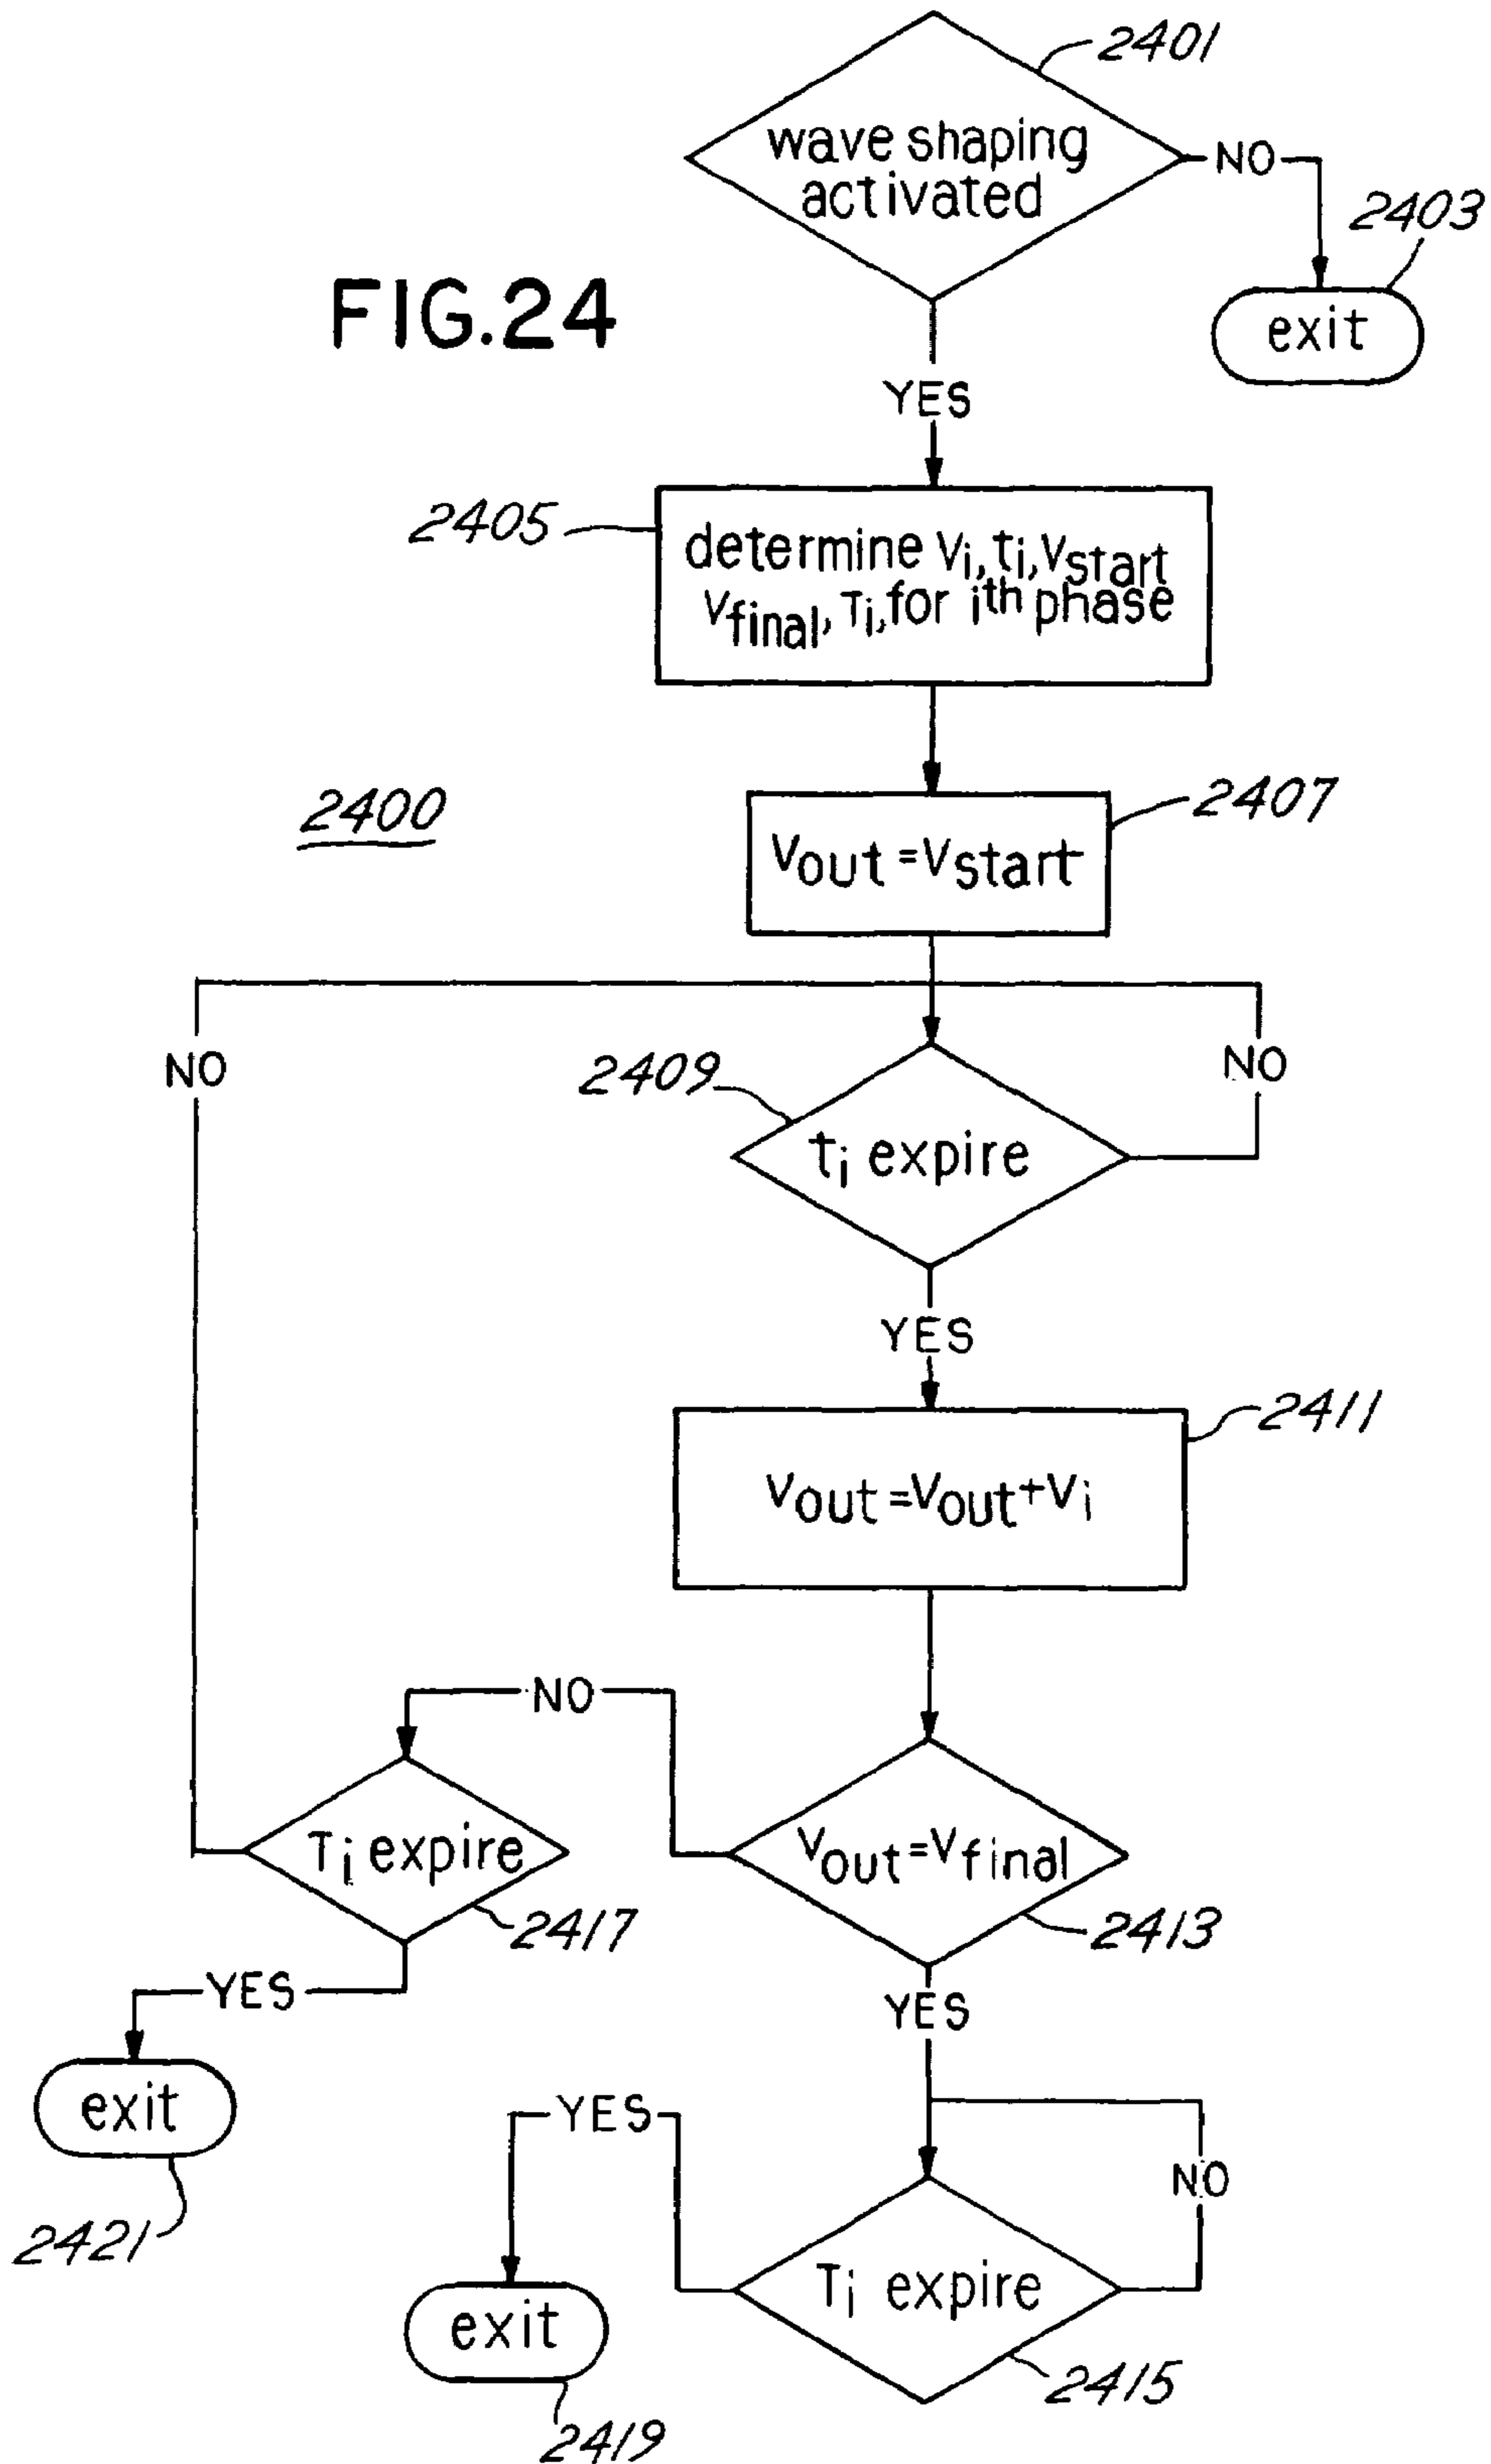 2401
wave shaping
activated
NO
2403
exit
FIG.24
YES
2405
determine Vi, ti, Vstart
Vfinal, Ti, for ith phase
2400
2407
Vout = Vstart
NO
NO
2409
ti expire
YES
2411
Vout = Vout + Vi
NO
Ti expire
2417
Vout = Vfinal
2413
YES
YES
exit
2421
YES
NO
exit
2419
Ti expire
2415